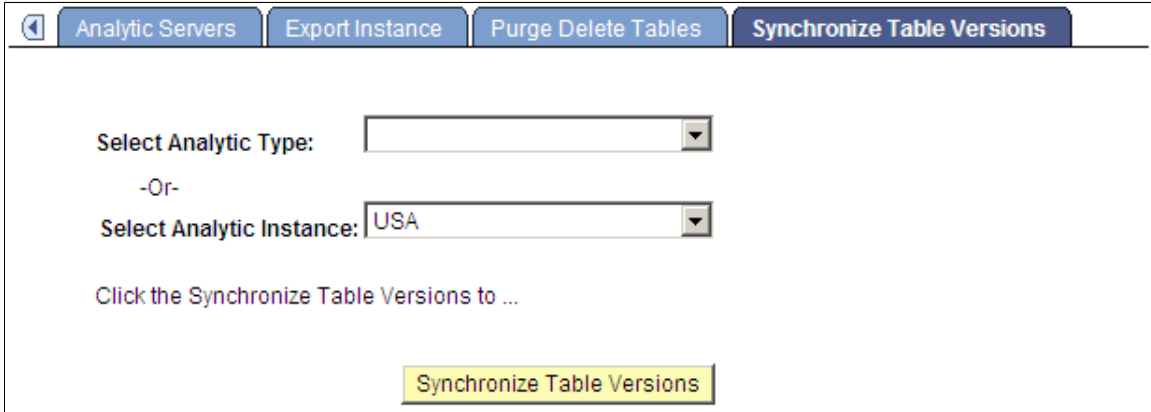 Analytic Servers Export Instance Purge Delete Tables Synchronize Table Versions
Select Analytic Type:
-Or-
Select Analytic Instance: USA
Click the Synchronize Table Versions to ...
Synchronize Table Versions